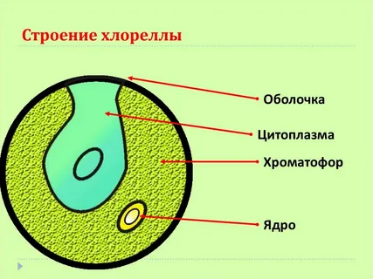 Строение хлореллы
Оболочка
Цитоплазма
Хроматофор
Ядро